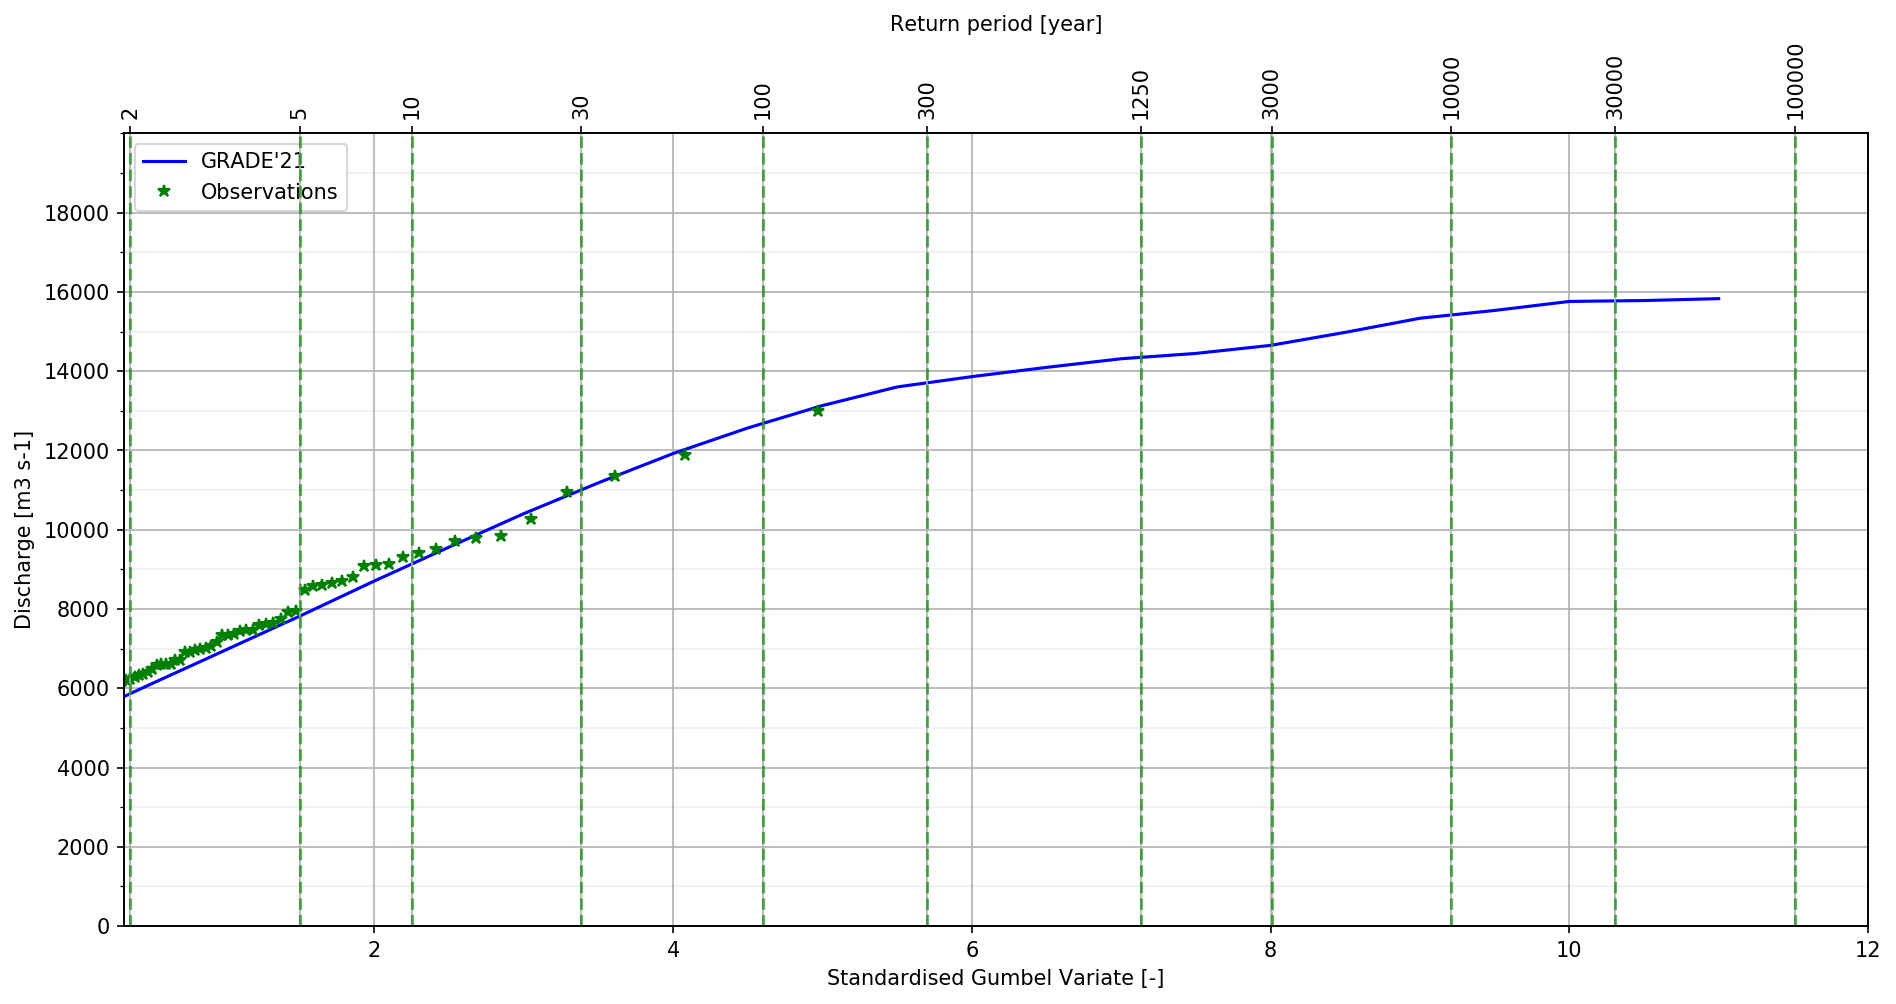 Return period [year]
2 5 10 30 100 300 1250 3000 10000 30000 100000
GRADE'21
Observations
18000
16000
14000
12000
10000
8000
6000
4000
2000
0
Discharge [m3 s-1]
2 4 6 8 10 12
Standardised Gumbel Variate [-]